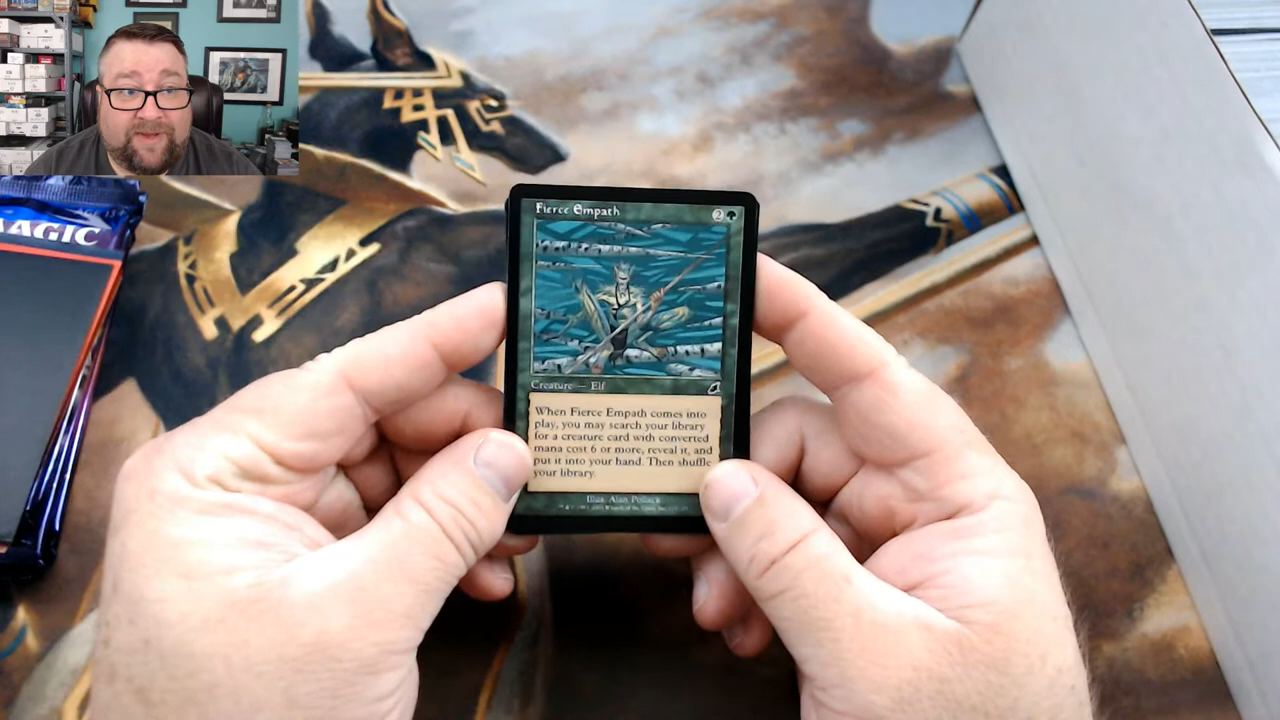 MAGIC
Fierce Empath
2
Creature — Elf
When Fierce Empath comes into
play, you may search your library
for a creature card with converted
mana cost 6 or more, reveal it, and
put it into your hand. Then shuffle
your library.
Illus. Alan Pollack